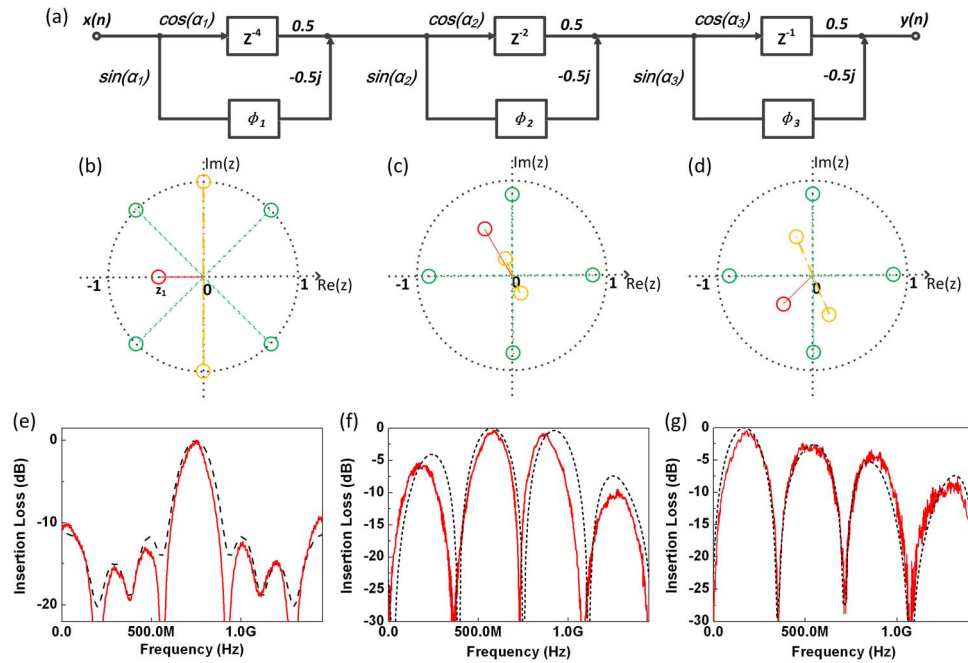 (a)
x(n)
cos(α₁)
Z⁻⁴
0.5
cos(α₂)
Z⁻²
0.5
cos(α₃)
Z⁻¹
0.5
y(n)
sin(α₁)
-0.5j
sin(α₂)
-0.5j
sin(α₃)
-0.5j
ϕ₁
ϕ₂
ϕ₃
(b)
Im(z)
-1
z₁
0
1
Re(z)
(c)
Im(z)
-1
0
1
Re(z)
(d)
Im(z)
-1
0
1
Re(z)
(e)
Insertion Loss (dB)
0
-10
-20
0.0
500.0M
1.0G
Frequency (Hz)
(f)
Insertion Loss (dB)
0
-5
-10
-15
-20
-25
-30
0.0
500.0M
1.0G
Frequency (Hz)
(g)
Insertion Loss (dB)
0
-5
-10
-15
-20
-25
-30
0.0
500.0M
1.0G
Frequency (Hz)